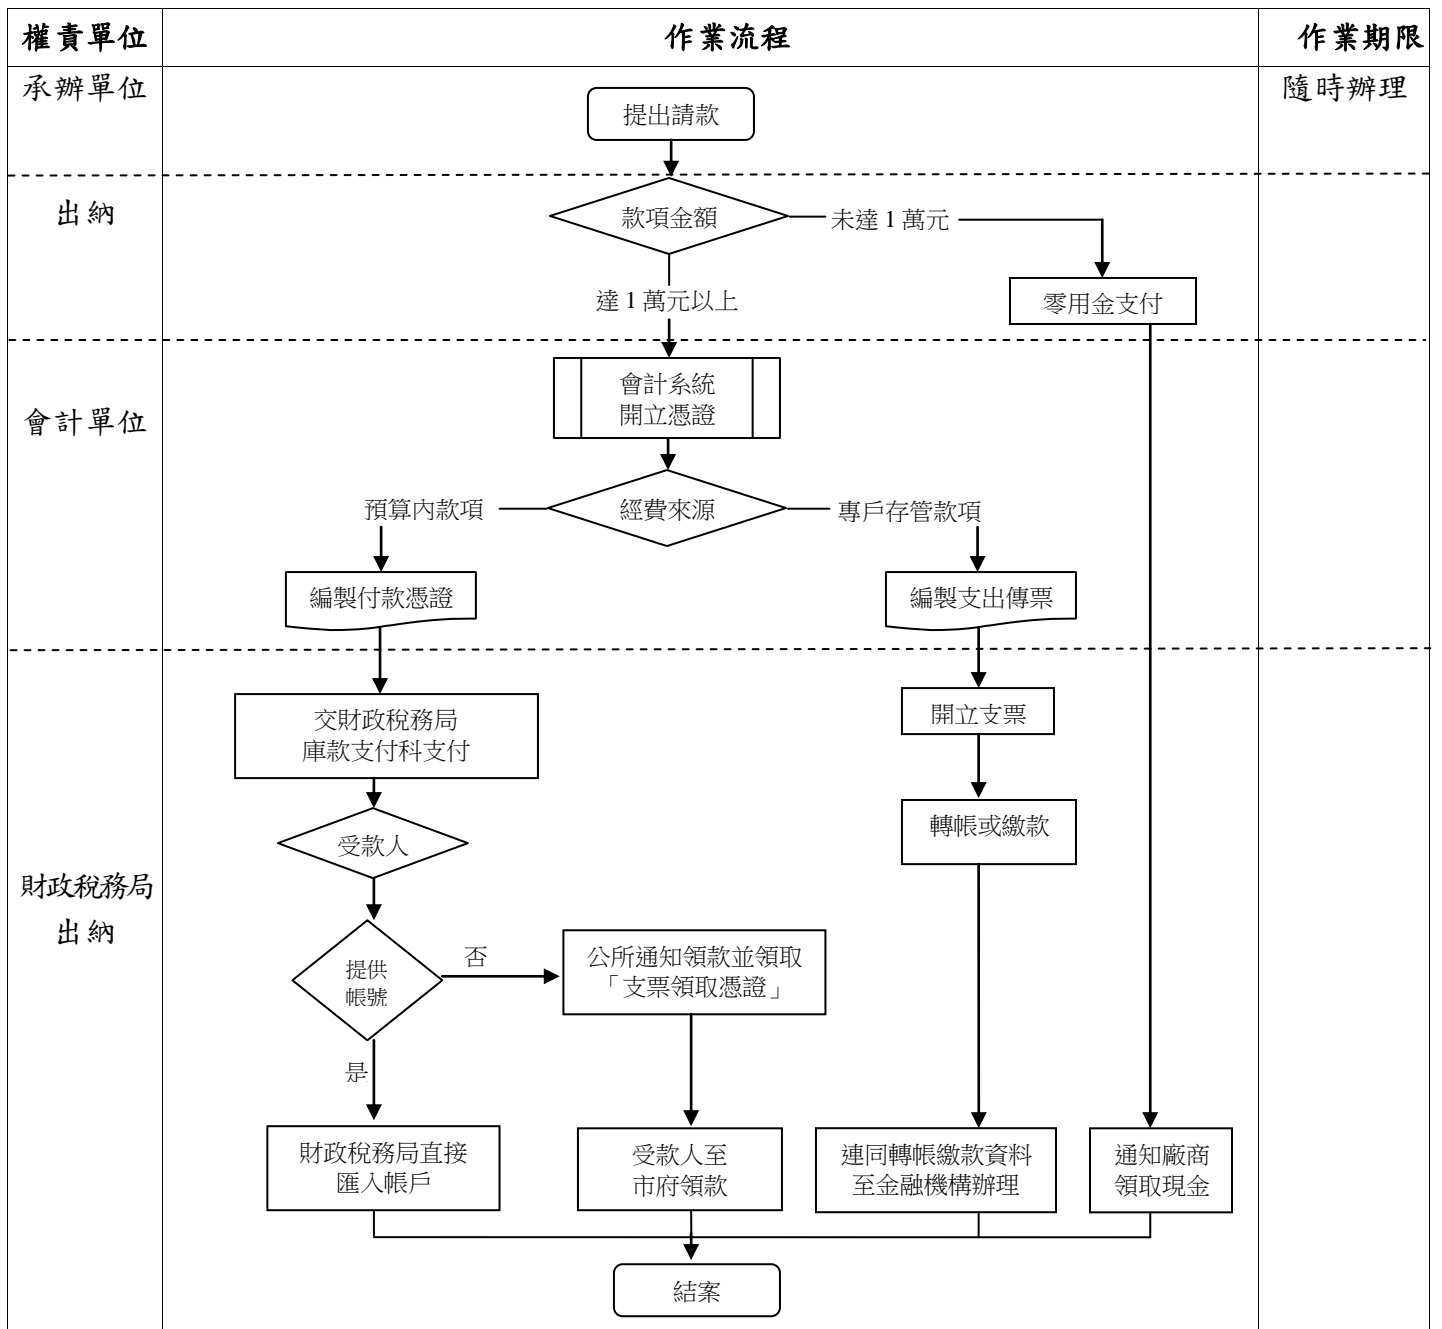 權責單位
作業流程
作業期限
承辦單位
隨時辦理
提出請款
出納
款項金額
未達 1 萬元
達 1 萬元以上
零用金支付
會計單位
會計系統
開立憑證
預算內款項
經費來源
專戶存管款項
編製付款憑證
編製支出傳票
交財政稅務局
庫款支付科支付
開立支票
轉帳或繳款
受款人
財政稅務局
出納
提供
帳號
否
公所通知領款並領取
「支票領取憑證」
是
財政稅務局直接
匯入帳戶
受款人至
市府領款
連同轉帳繳款資料
至金融機構辦理
通知廠商
領取現金
結案